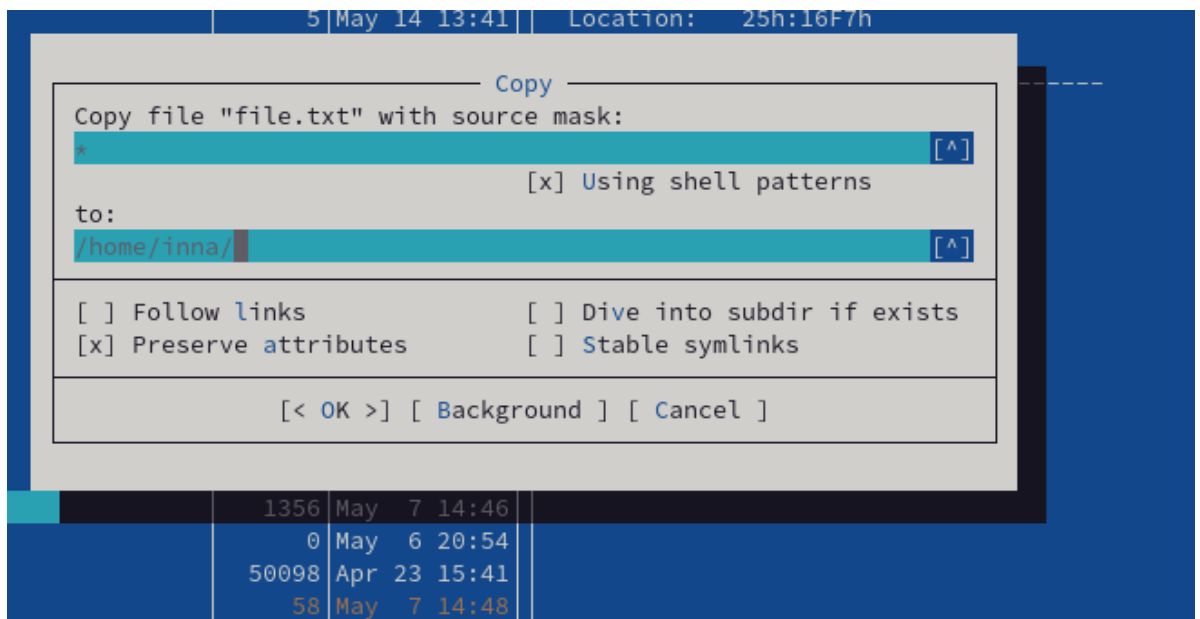 5 May 14 13:41 Location: 25h:16F7h
Copy
Copy file "file.txt" with source mask:
* [^]
[x] Using shell patterns
to:
/home/inna/ [^]
[ ] Follow links [ ] Dive into subdir if exists
[x] Preserve attributes [ ] Stable symlinks
[< OK >] [ Background ] [ Cancel ]
1356 May 7 14:46
0 May 6 20:54
50098 Apr 23 15:41
58 May 7 14:48